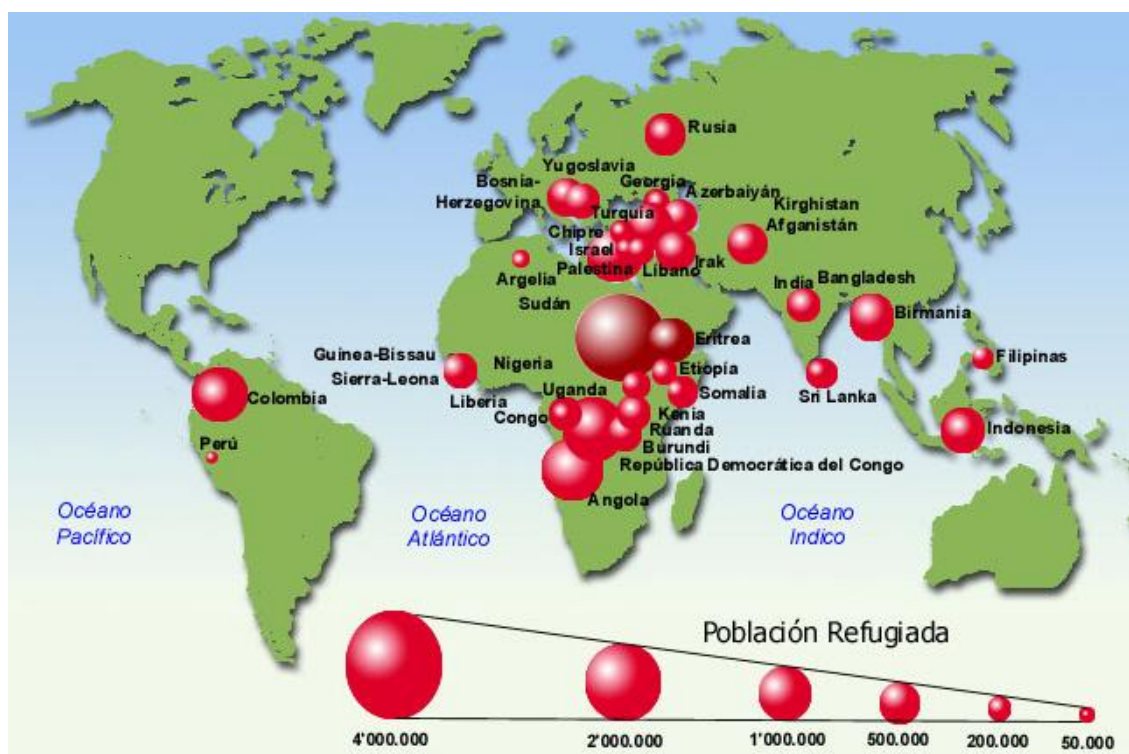 Rusia
Yugoslavia
Bosnia-
Herzegovina
Georgia
Azerbaiyán
Turquía
Kirghistan
Afganistán
Chipre
Israel
Palestina
Líbano
Irak
Argelia
Sudán
India
Bangladesh
Birmania
Eritrea
Guinea-Bissau
Nigeria
Etiopía
Filipinas
Sierra-Leona
Liberia
Uganda
Somalia
Sri Lanka
Colombia
Congo
Kenia
Ruanda
Indonesia
Perú
Burundi
República Democrática del Congo
Angola
Océano
Pacífico
Océano
Atlántico
Océano
Indico
Población Refugiada
4'000.000
2'000.000
1'000.000
500.000
200.000
50.000